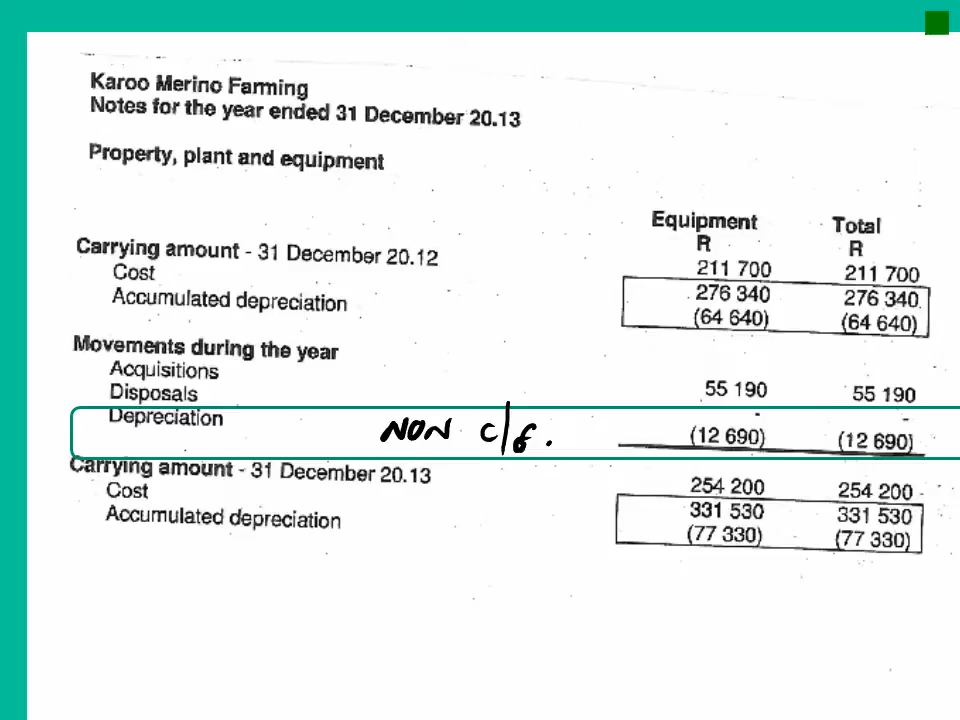 Karoo Merino Farming
Notes for the year ended 31 December 20.13
Property, plant and equipment
Equipment Total
R R
Carrying amount - 31 December 20.12 211 700 211 700
Cost 276 340 276 340
Accumulated depreciation (64 640) (64 640)
Movements during the year
Acquisitions 55 190 55 190
Disposals - -
Depreciation NON c/f. (12 690) (12 690)
Carrying amount - 31 December 20.13 254 200 254 200
Cost 331 530 331 530
Accumulated depreciation (77 330) (77 330)